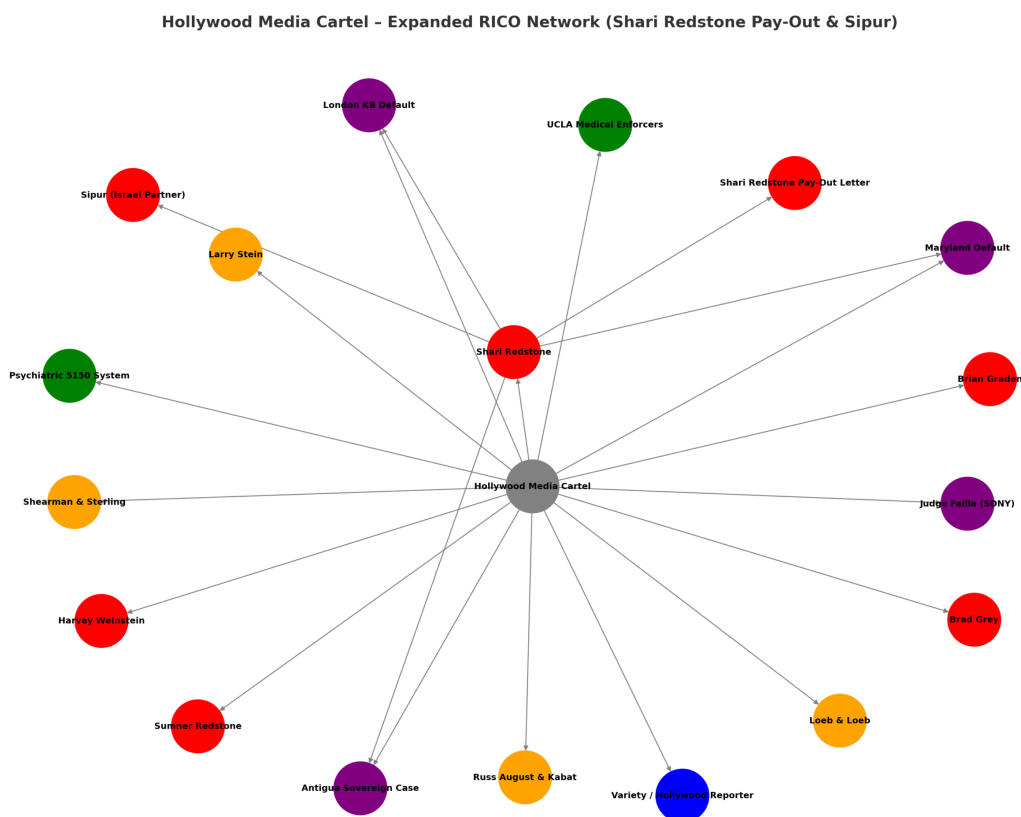 Hollywood Media Cartel – Expanded RICO Network (Shari Redstone Pay-Out & Sipur)
London KB Default
UCLA Medical Enforcers
Shari Redstone Pay-Out Letter
Sipur (Israel Partner)
Maryland Default
Larry Stein
Shari Redstone
Psychiatric 5150 System
Brian Graden
Hollywood Media Cartel
Shearman & Sterling
Judge Failla (SDNY)
Harvey Weinstein
Brad Grey
Sumner Redstone
Loeb & Loeb
Antigua Sovereign Case
Russ August & Kabat
Variety / Hollywood Reporter